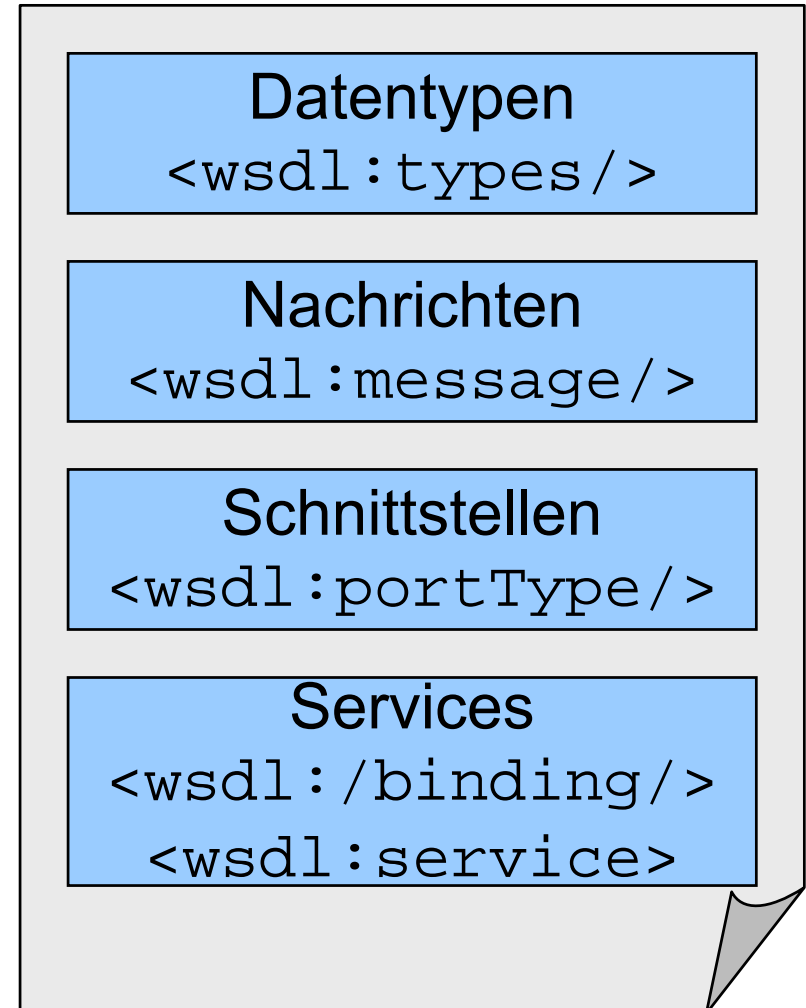 Datentypen
<wsdl:types/>
Nachrichten
<wsdl:message/>
Schnittstellen
<wsdl:portType/>
Services
<wsdl:/binding/>
<wsdl:service>